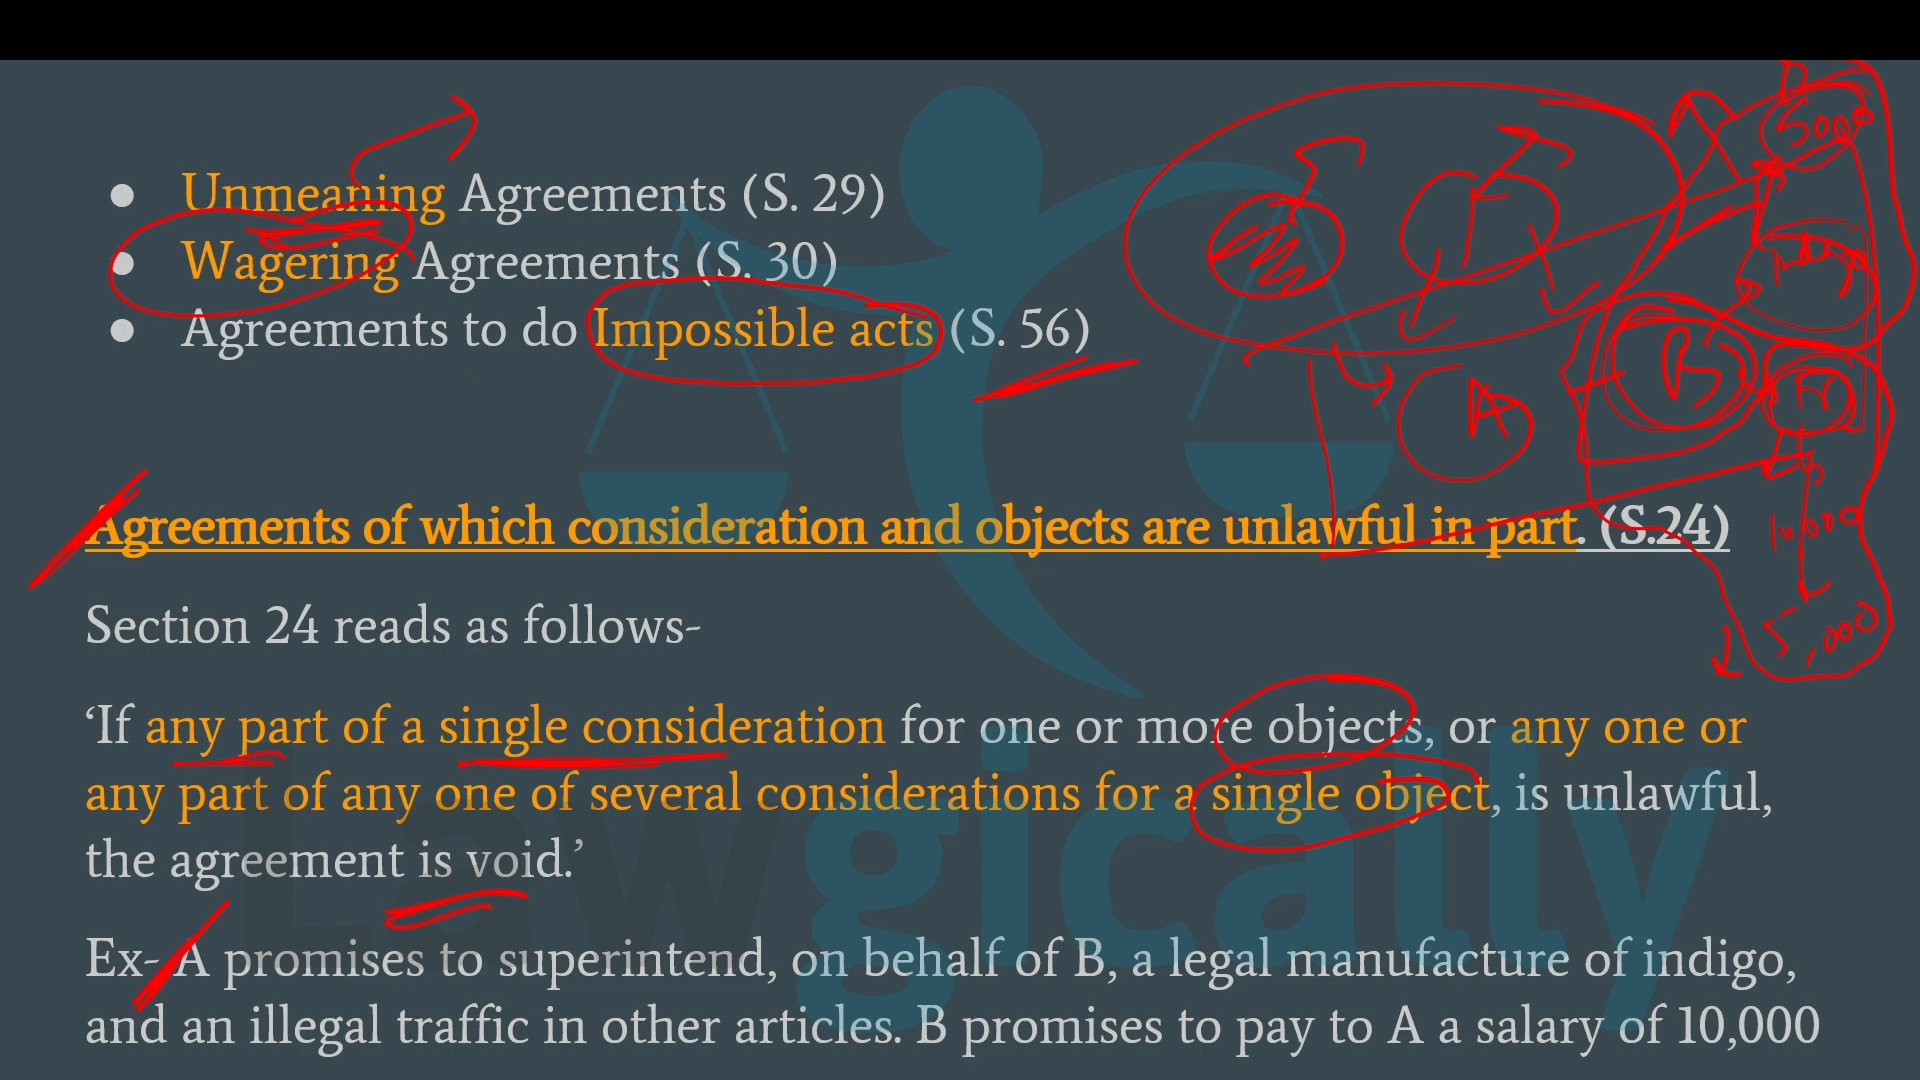 ● Unmeaning Agreements (S. 29)
● Wagering Agreements (S. 30)
● Agreements to do Impossible acts (S. 56)
5000
B
A
A
10,000
5,000
Agreements of which consideration and objects are unlawful in part. (S.24)
Section 24 reads as follows-
‘If any part of a single consideration for one or more objects, or any one or
any part of any one of several considerations for a single object, is unlawful,
the agreement is void.’
Ex- A promises to superintend, on behalf of B, a legal manufacture of indigo,
and an illegal traffic in other articles. B promises to pay to A a salary of 10,000
Lawgically